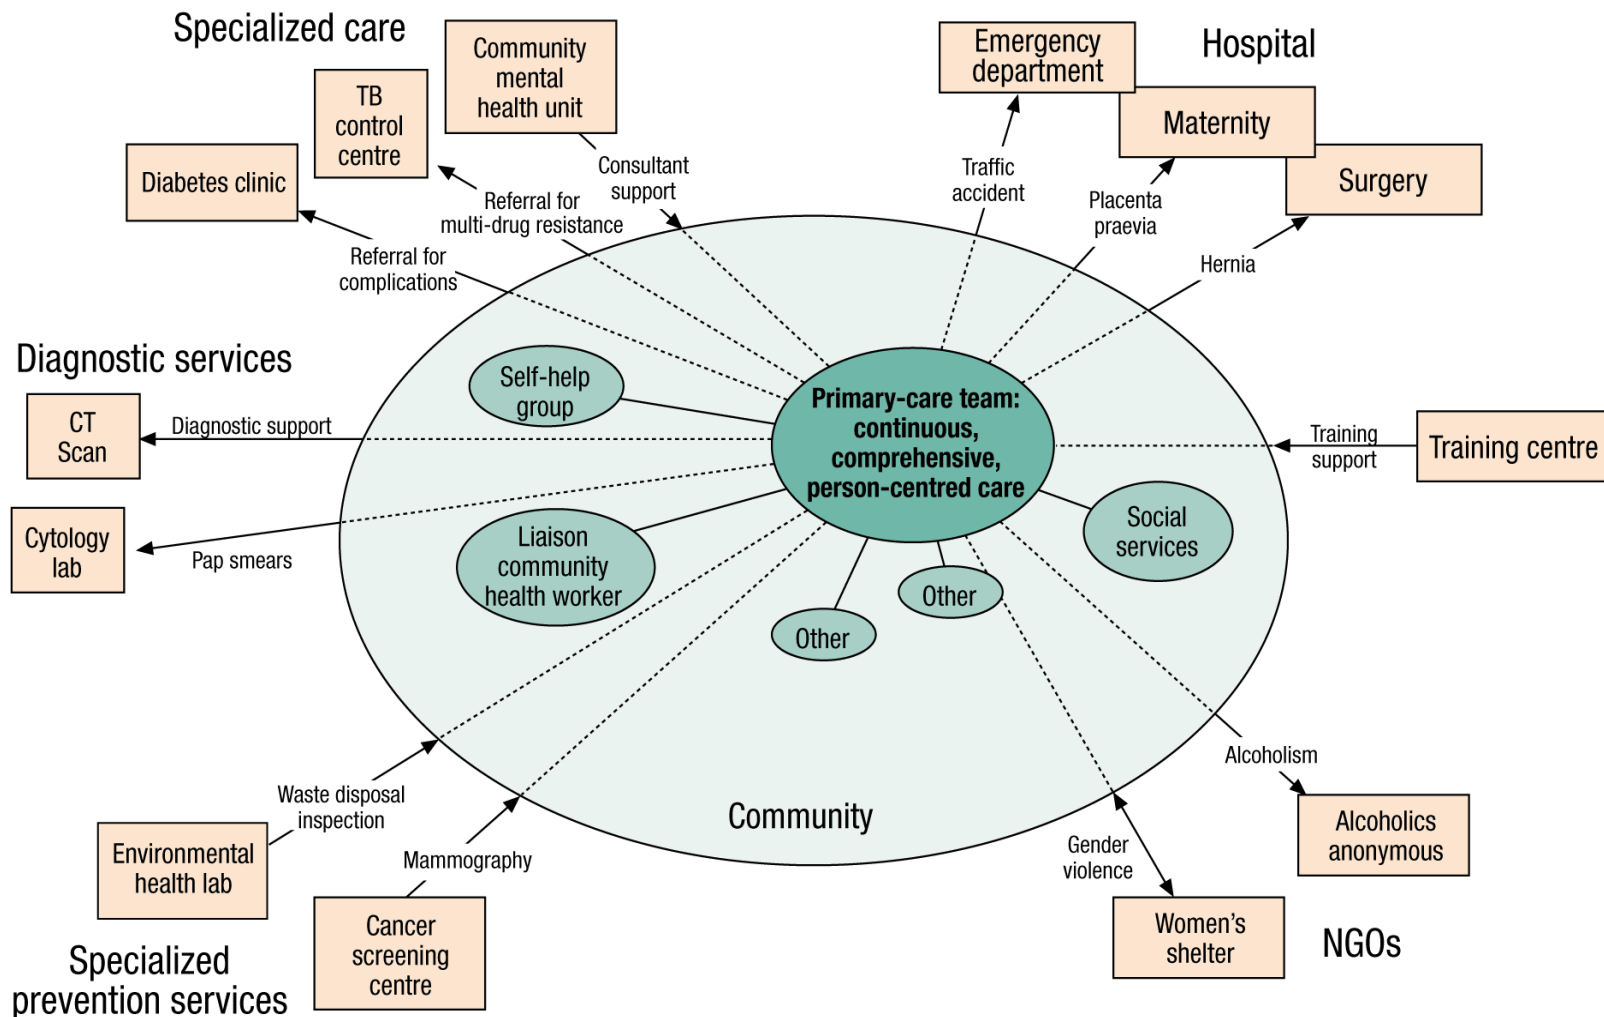 Specialized care
Community
mental
health unit
TB
control
centre
Diabetes clinic
Consultant
support
Referral for
multi-drug resistance
Referral for
complications
Emergency
department
Hospital
Maternity
Surgery
Traffic
accident
Placenta
praevia
Hernia
Diagnostic services
CT
Scan
Diagnostic support
Cytology
lab
Pap smears
Self-help
group
Primary-care team:
continuous,
comprehensive,
person-centred care
Liaison
community
health worker
Other
Other
Social
services
Training
support
Training centre
Community
Waste disposal
inspection
Environmental
health lab
Mammography
Cancer
screening
centre
Specialized
prevention services
Gender
violence
Women’s
shelter
Alcoholism
Alcoholics
anonymous
NGOs